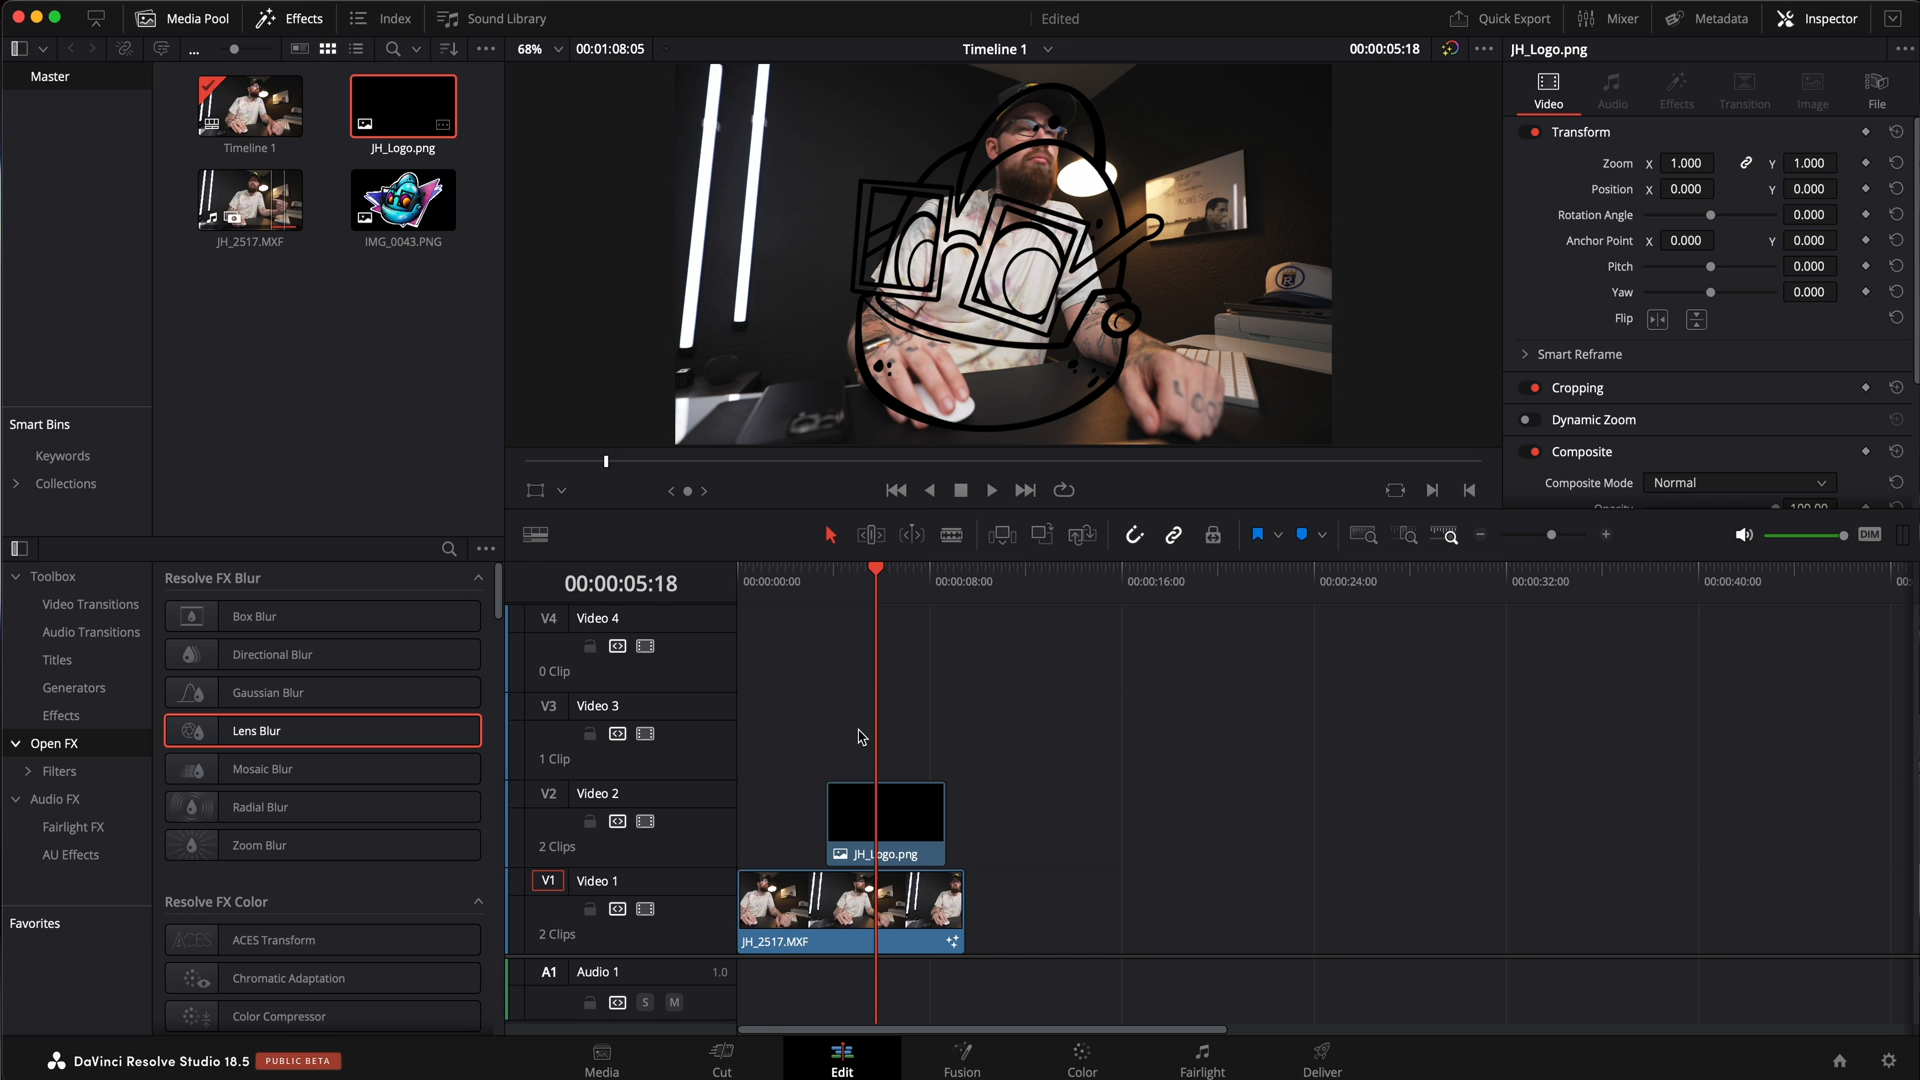 Media Pool
Effects
Index
Sound Library
Edited
Quick Export
Mixer
Metadata
Inspector
...
68%
00:01:08:05
Timeline 1
00:00:05:18
JH_Logo.png
Master
Timeline 1
JH_Logo.png
JH_2517.MXF
IMG_0043.PNG
Smart Bins
Keywords
Collections
Video
Audio
Effects
Transition
Image
File
Transform
Zoom X 1.000 Y 1.000
Position X 0.000 Y 0.000
Rotation Angle 0.000
Anchor Point X 0.000 Y 0.000
Pitch 0.000
Yaw 0.000
Flip
Smart Reframe
Cropping
Dynamic Zoom
Composite
Composite Mode Normal
Opacity 100.00
DIM
Toolbox
Video Transitions
Audio Transitions
Titles
Generators
Effects
Open FX
Filters
Audio FX
Fairlight FX
AU Effects
Favorites
Resolve FX Blur
Box Blur
Directional Blur
Gaussian Blur
Lens Blur
Mosaic Blur
Radial Blur
Zoom Blur
Resolve FX Color
ACES ACES Transform
Chromatic Adaptation
Color Compressor
00:00:05:18
00:00:00:00
00:00:08:00
00:00:16:00
00:00:24:00
00:00:32:00
00:00:40:00
00:
V4 Video 4
0 Clip
V3 Video 3
1 Clip
V2 Video 2
2 Clips
JH_Logo.png
V1 Video 1
2 Clips
JH_2517.MXF
A1 Audio 1 1.0
S M
DaVinci Resolve Studio 18.5
PUBLIC BETA
Media
Cut
Edit
Fusion
Color
Fairlight
Deliver